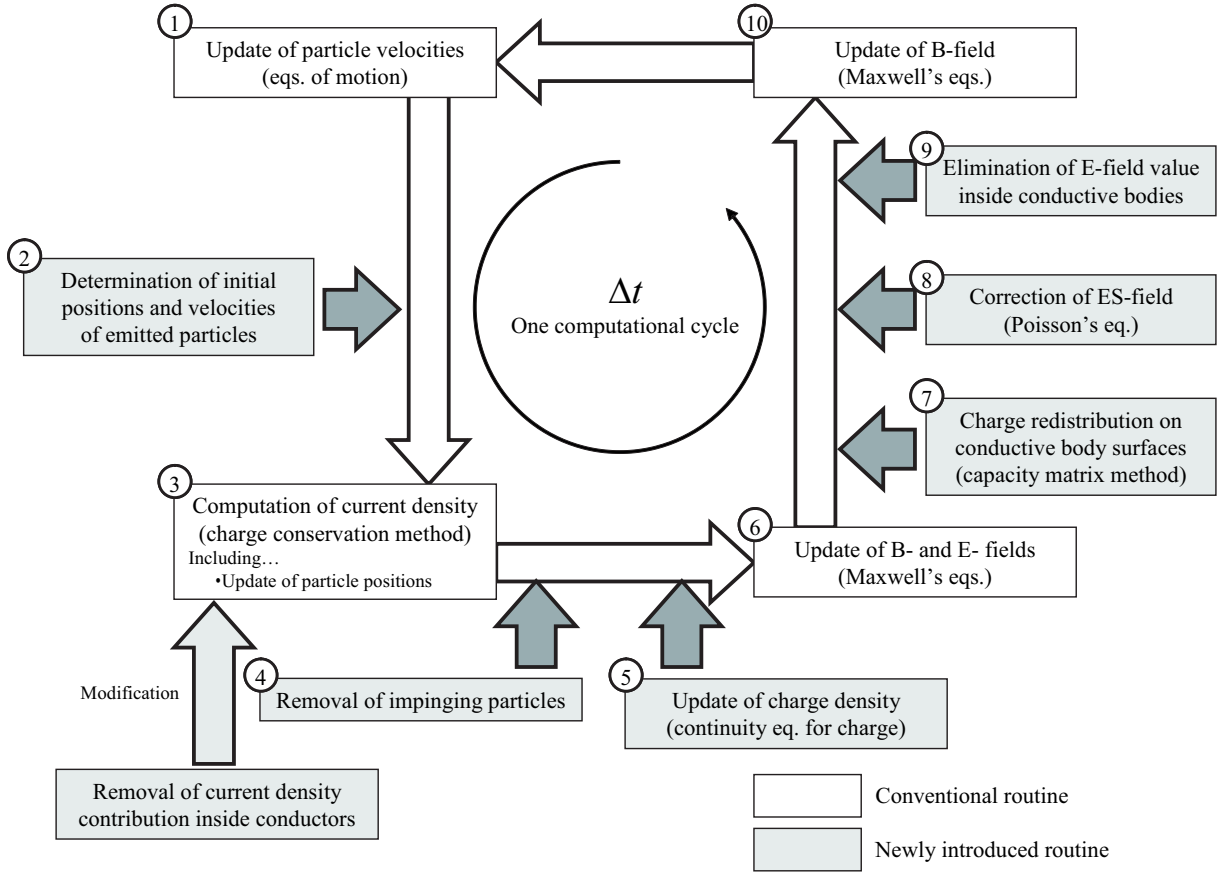 1
Update of particle velocities
(eqs. of motion)
10
Update of B-field
(Maxwell’s eqs.)
9
Elimination of E-field value
inside conductive bodies
2
Determination of initial
positions and velocities
of emitted particles
Δt
One computational cycle
8
Correction of ES-field
(Poisson’s eq.)
7
Charge redistribution on
conductive body surfaces
(capacity matrix method)
3
Computation of current density
(charge conservation method)
Including…
•Update of particle positions
6
Update of B- and E- fields
(Maxwell’s eqs.)
Modification
4
Removal of impinging particles
5
Update of charge density
(continuity eq. for charge)
Removal of current density
contribution inside conductors
Conventional routine
Newly introduced routine